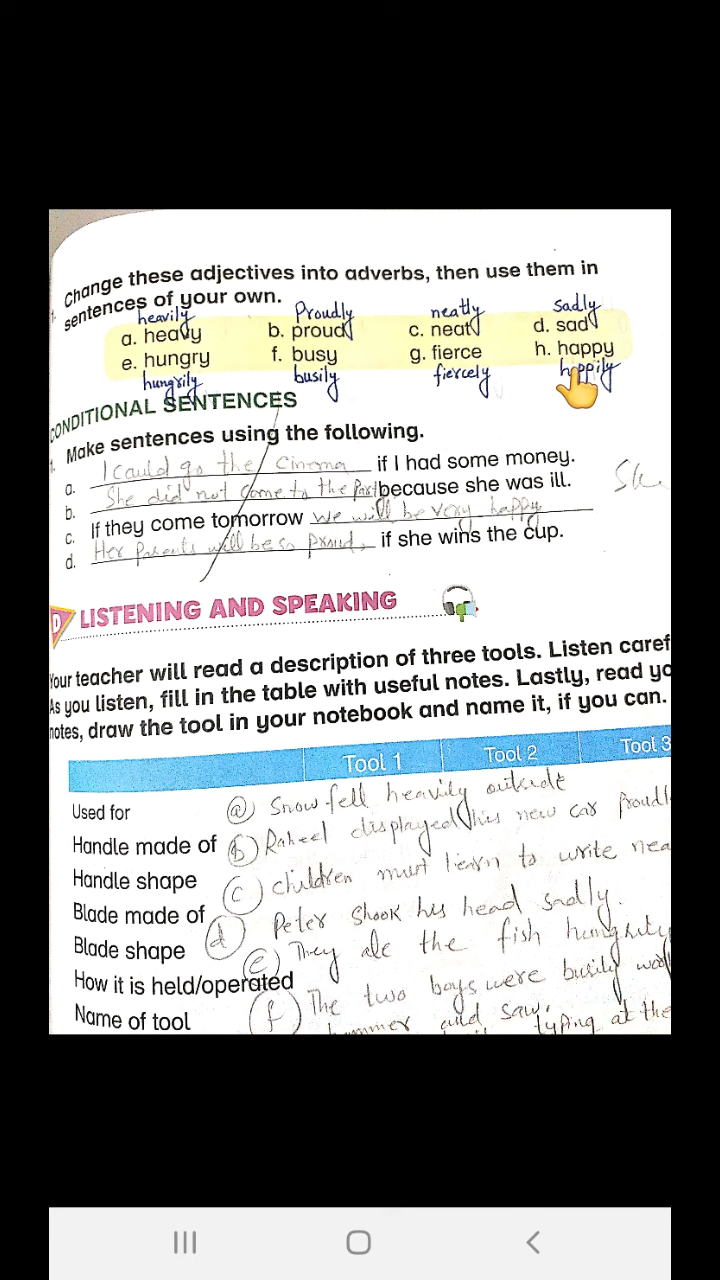 Change these adjectives into adverbs, then use them in
sentences of your own.
heavily Proudly neatly sadly
a. heavy b. proud c. neat d. sad
e. hungry f. busy g. fierce h. happy
hungrily busily fiercely happily
CONDITIONAL SENTENCES
Make sentences using the following.
a. I could go the Cinema if I had some money.
b. She did not come to the Part because she was ill.
c. If they come tomorrow we will be very happy
d. Her Parents will be so proud, if she wins the cup.
D LISTENING AND SPEAKING
Your teacher will read a description of three tools. Listen caref
As you listen, fill in the table with useful notes. Lastly, read yo
notes, draw the tool in your notebook and name it, if you can.
Tool 1 Tool 2 Tool 3
Used for
(a) Snow fell heavily outside
Handle made of
(b) Raheel displayed his new car proudl
Handle shape
(c) children must learn to write nea
Blade made of
(d) Peter Shook his head sadly.
Blade shape
(e) They ate the fish hungrily
How it is held/operated
(f) The two boys were busily
Name of tool
hammer and saw.
typing at the